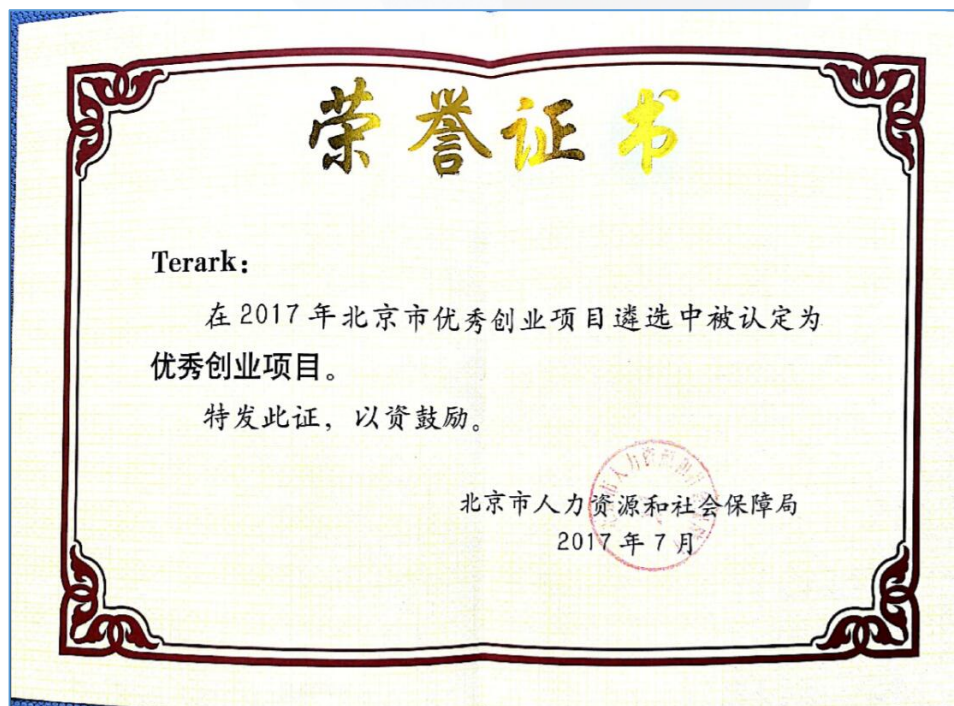 荣誉证书
Terark：
在2017年北京市优秀创业项目遴选中被认定为
优秀创业项目。
特发此证，以资鼓励。
北京市人力资源和社会保障局
2017年7月